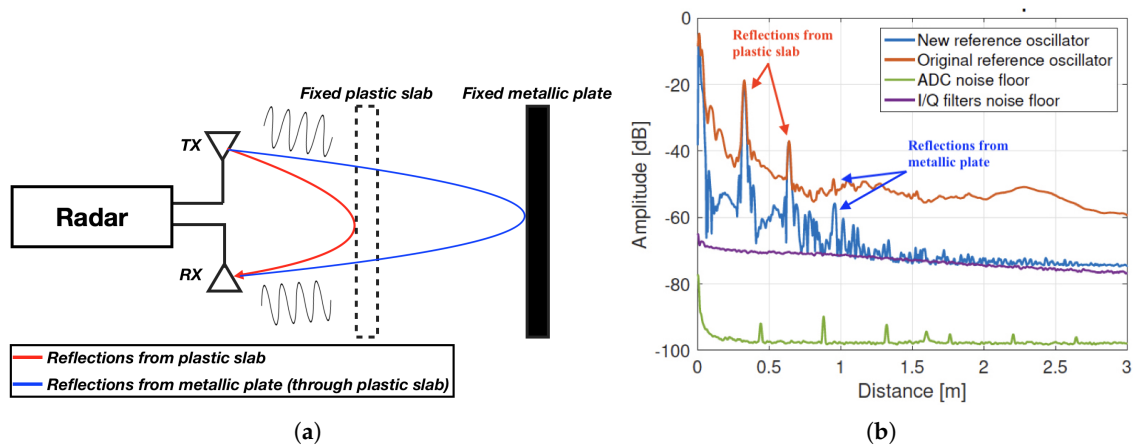 Fixed plastic slab
Fixed metallic plate
TX
Radar
RX
Reflections from plastic slab
Reflections from metallic plate (through plastic slab)
(a)
0
-20
-40
-60
-80
-100
Amplitude [dB]
Reflections from
plastic slab
Reflections from
metallic plate
New reference oscillator
Original reference oscillator
ADC noise floor
I/Q filters noise floor
0
0.5
1
1.5
2
2.5
3
Distance [m]
(b)